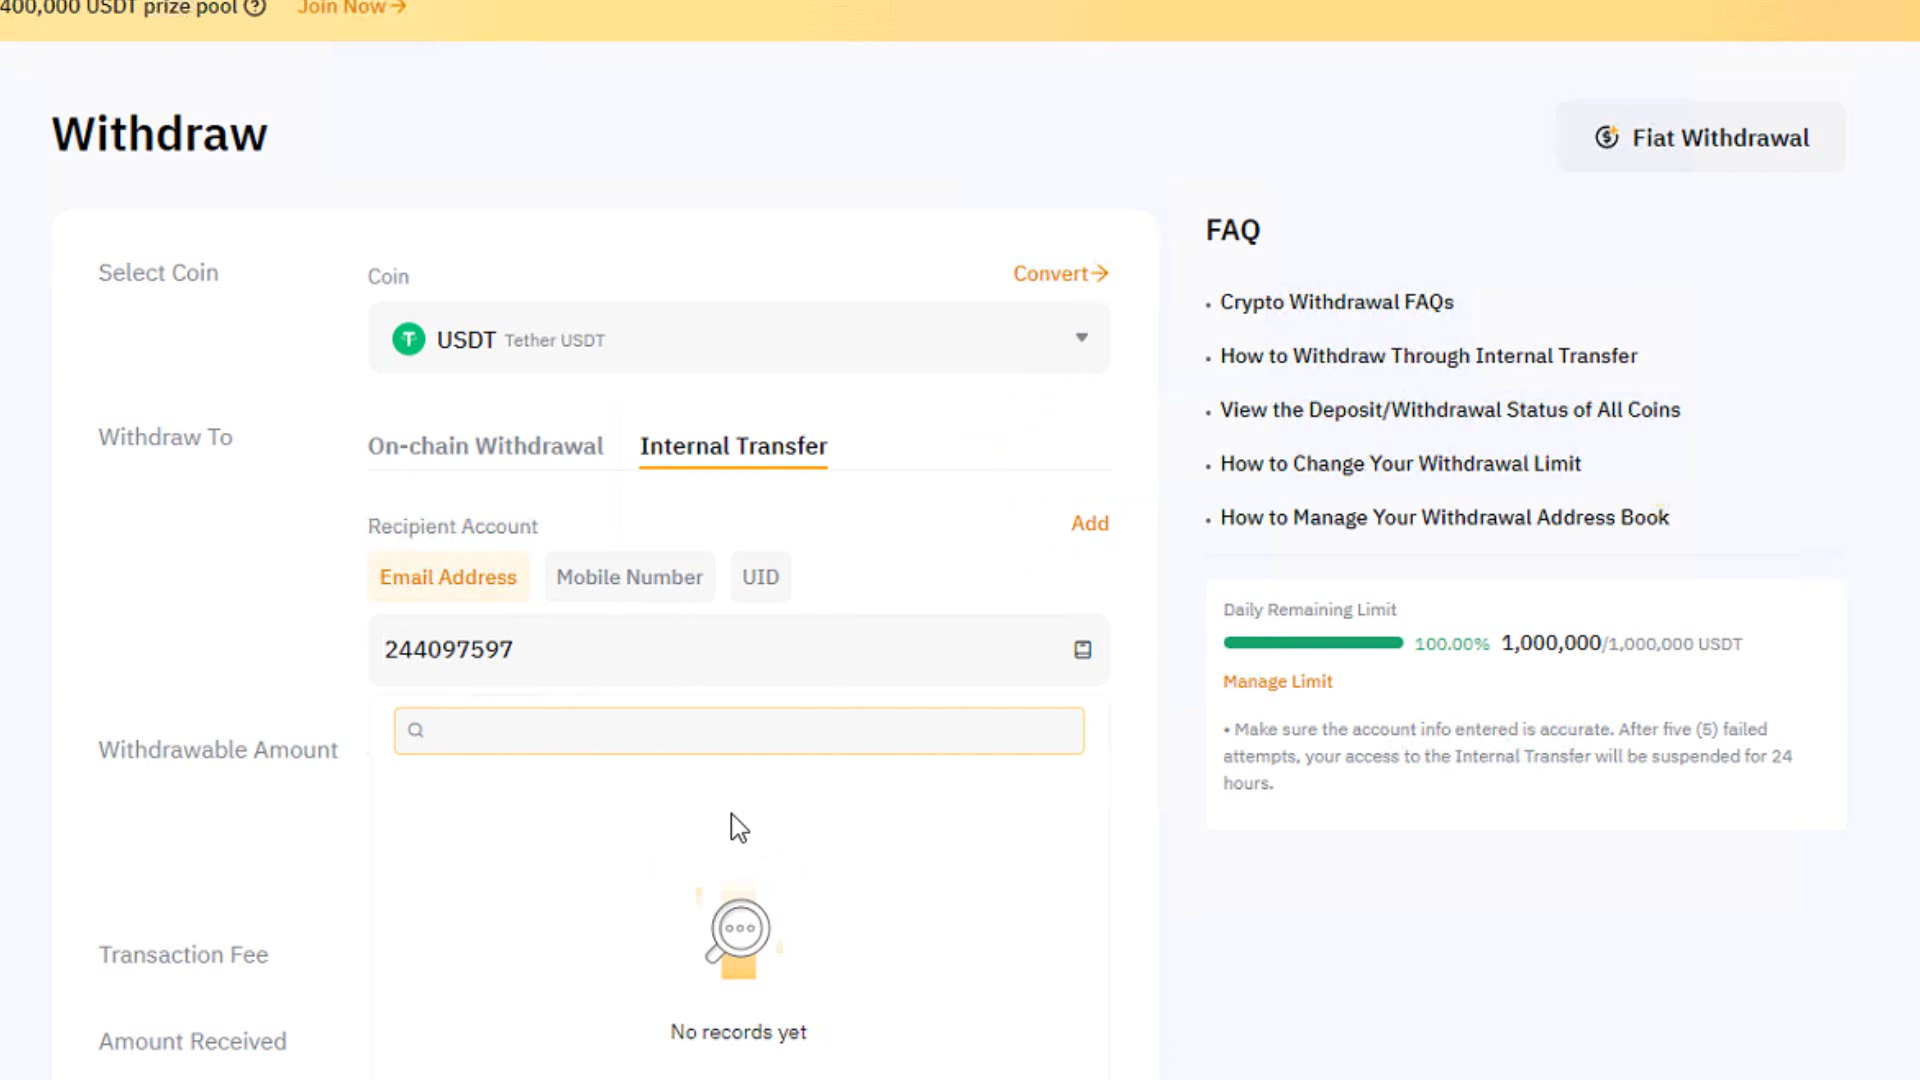 400,000 USDT prize pool ? Join Now→
Withdraw
Fiat Withdrawal
Select Coin
Coin
Convert→
USDT Tether USDT
Withdraw To
On-chain Withdrawal
Internal Transfer
Recipient Account
Add
Email Address
Mobile Number
UID
244097597
Withdrawable Amount
No records yet
Transaction Fee
Amount Received
FAQ
• Crypto Withdrawal FAQs
• How to Withdraw Through Internal Transfer
• View the Deposit/Withdrawal Status of All Coins
• How to Change Your Withdrawal Limit
• How to Manage Your Withdrawal Address Book
Daily Remaining Limit
100.00% 1,000,000/1,000,000 USDT
Manage Limit
• Make sure the account info entered is accurate. After five (5) failed
attempts, your access to the Internal Transfer will be suspended for 24
hours.